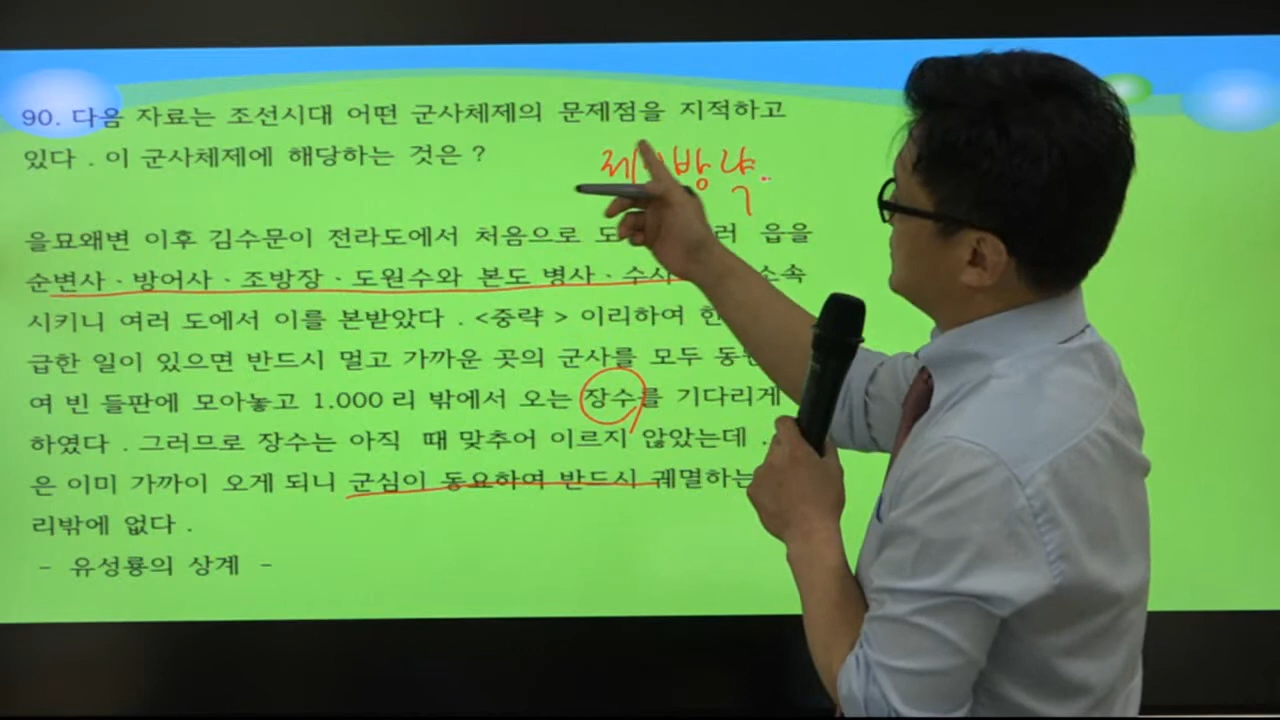 90. 다음 자료는 조선시대 어떤 군사체제의 문제점을 지적하고
있다 . 이 군사체제에 해당하는 것은 ?
제 방략
을묘왜변 이후 김수문이 전라도에서 처음으로 도 러 읍을
순변사 · 방어사 · 조방장 · 도원수와 본도 병사 · 수사 소속
시키니 여러 도에서 이를 본받았다 . <중략 > 이리하여 한
급한 일이 있으면 반드시 멀고 가까운 곳의 군사를 모두 동원
여 빈 들판에 모아놓고 1.000 리 밖에서 오는 장수를 기다리게
하였다 . 그러므로 장수는 아직 때 맞추어 이르지 않았는데 .
은 이미 가까이 오게 되니 군심이 동요하여 반드시 궤멸하는
리밖에 없다 .
- 유성룡의 상계 -